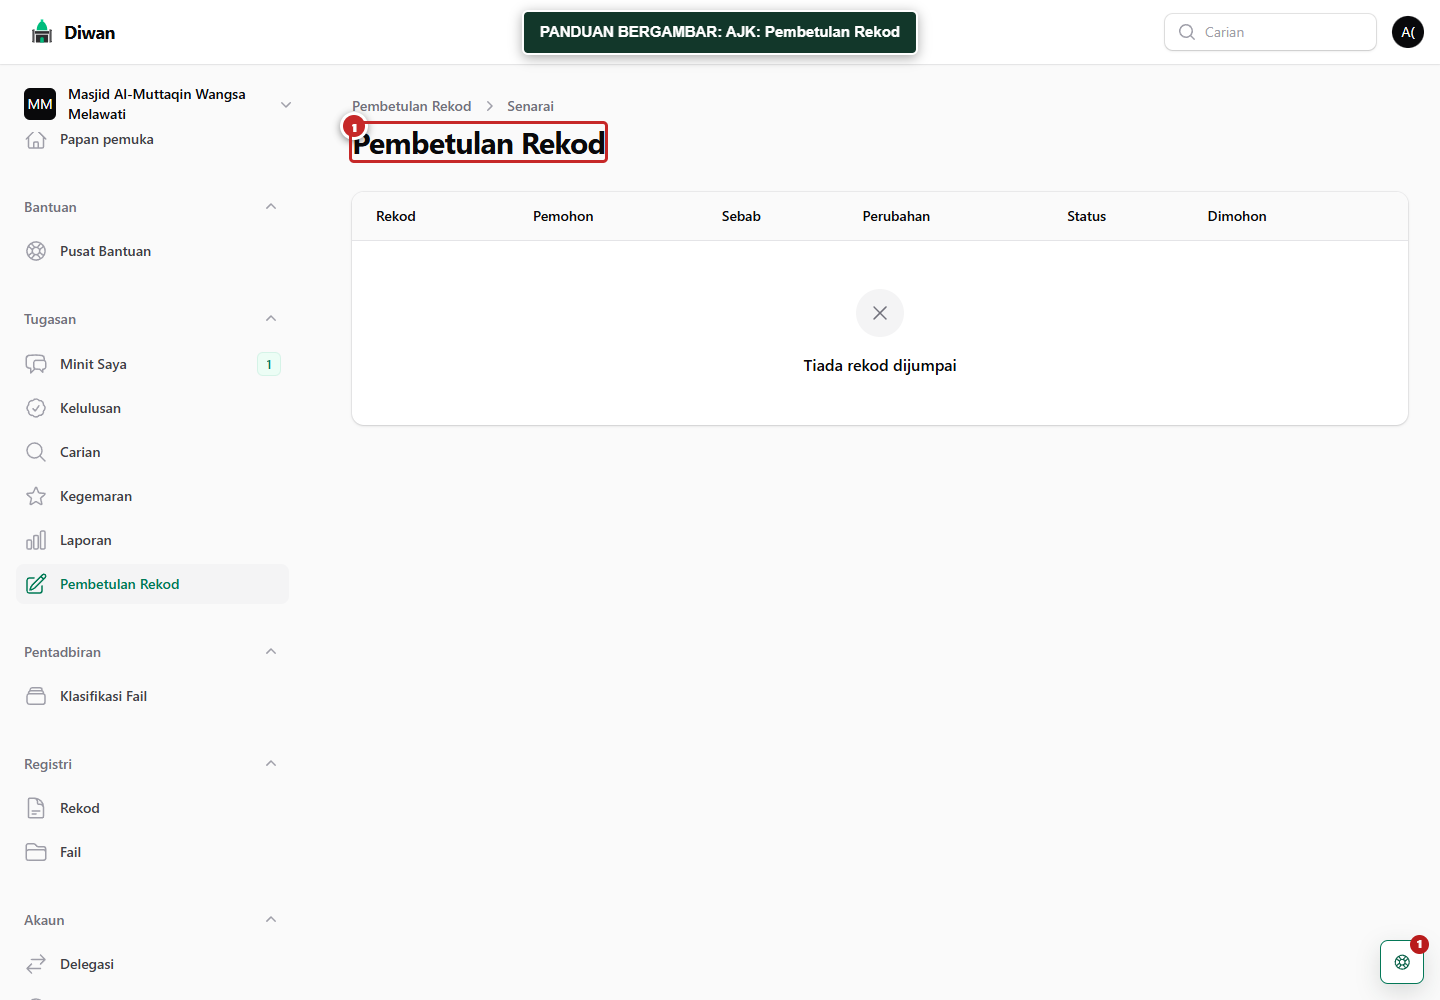 Diwan
PANDUAN BERGAMBAR: AJK: Pembetulan Rekod
Carian
A(
MM
Masjid Al-Muttaqin Wangsa
Melawati
Papan pemuka
Bantuan
Pusat Bantuan
Tugasan
Minit Saya
1
Kelulusan
Carian
Kegemaran
Laporan
Pembetulan Rekod
Pentadbiran
Klasifikasi Fail
Registri
Rekod
Fail
Akaun
Delegasi
Pembetulan Rekod
Senarai
1
Pembetulan Rekod
Rekod
Pemohon
Sebab
Perubahan
Status
Dimohon
Tiada rekod dijumpai
1